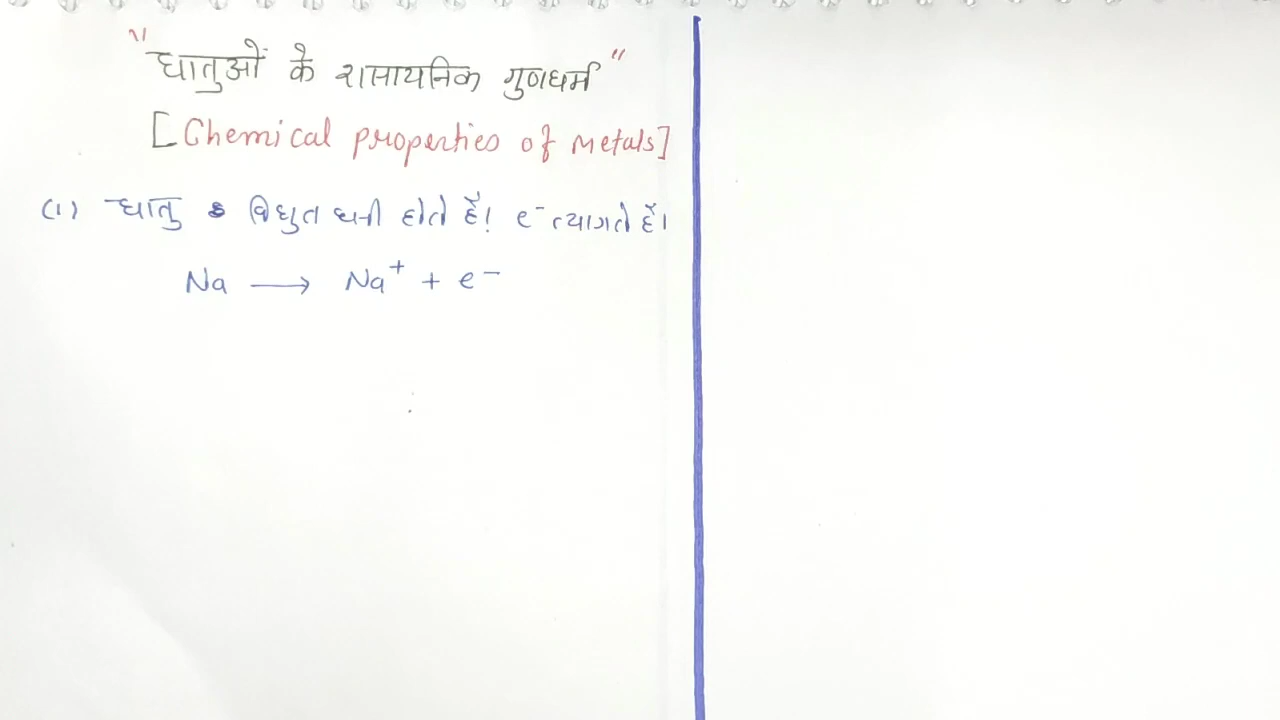 "धातुओं के रासायनिक गुणधर्म"
[Chemical properties of metals]
(1) धातु विधुत धनी होते हैं। e⁻ त्यागते हैं।
Na ⟶ Na⁺ + e⁻